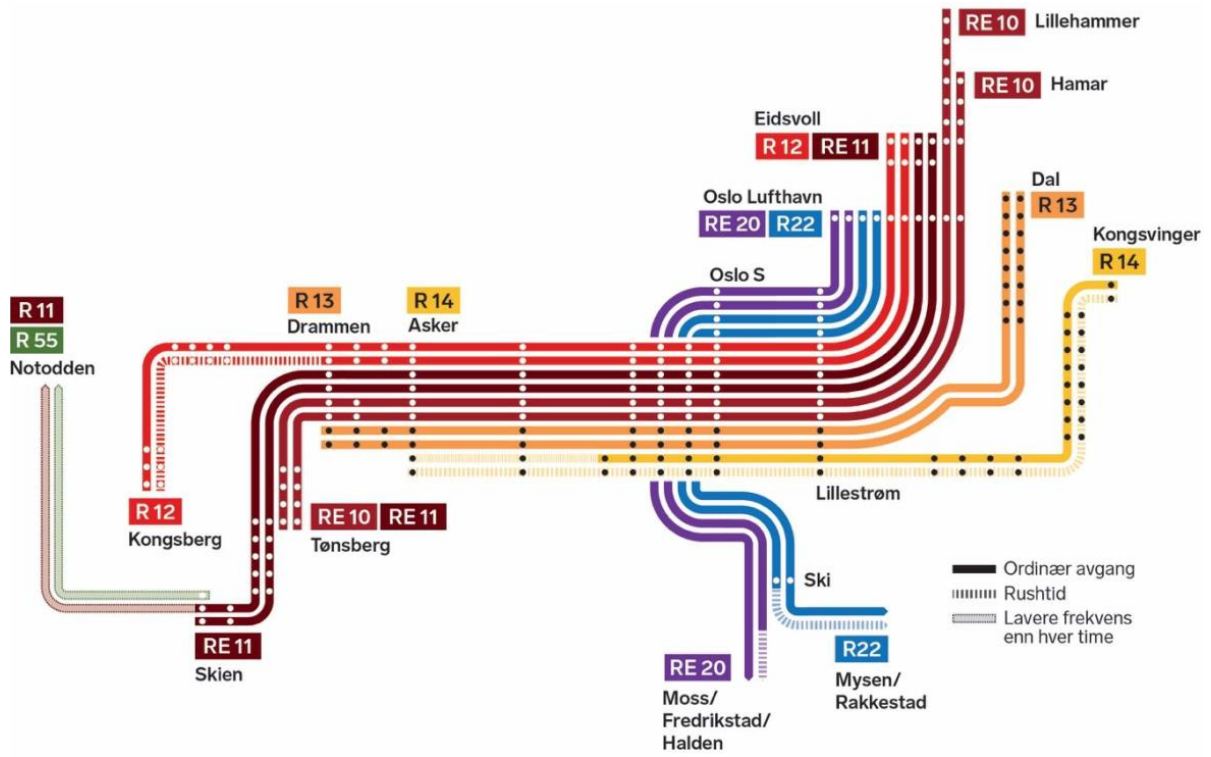 RE 10 Lillehammer
RE 10 Hamar
Eidsvoll
R 12 RE 11
Dal
R 13
Oslo Lufthavn
RE 20 R22
Kongsvinger
R 14
Oslo S
R 11
R 55
Notodden
R 13
Drammen
R 14
Asker
Lillestrøm
R 12
Kongsberg
RE 10 RE 11
Tønsberg
Ski
RE 11
Skien
RE 20
Moss/
Fredrikstad/
Halden
R22
Mysen/
Rakkestad
Ordinær avgang
Rushtid
Lavere frekvens
enn hver time